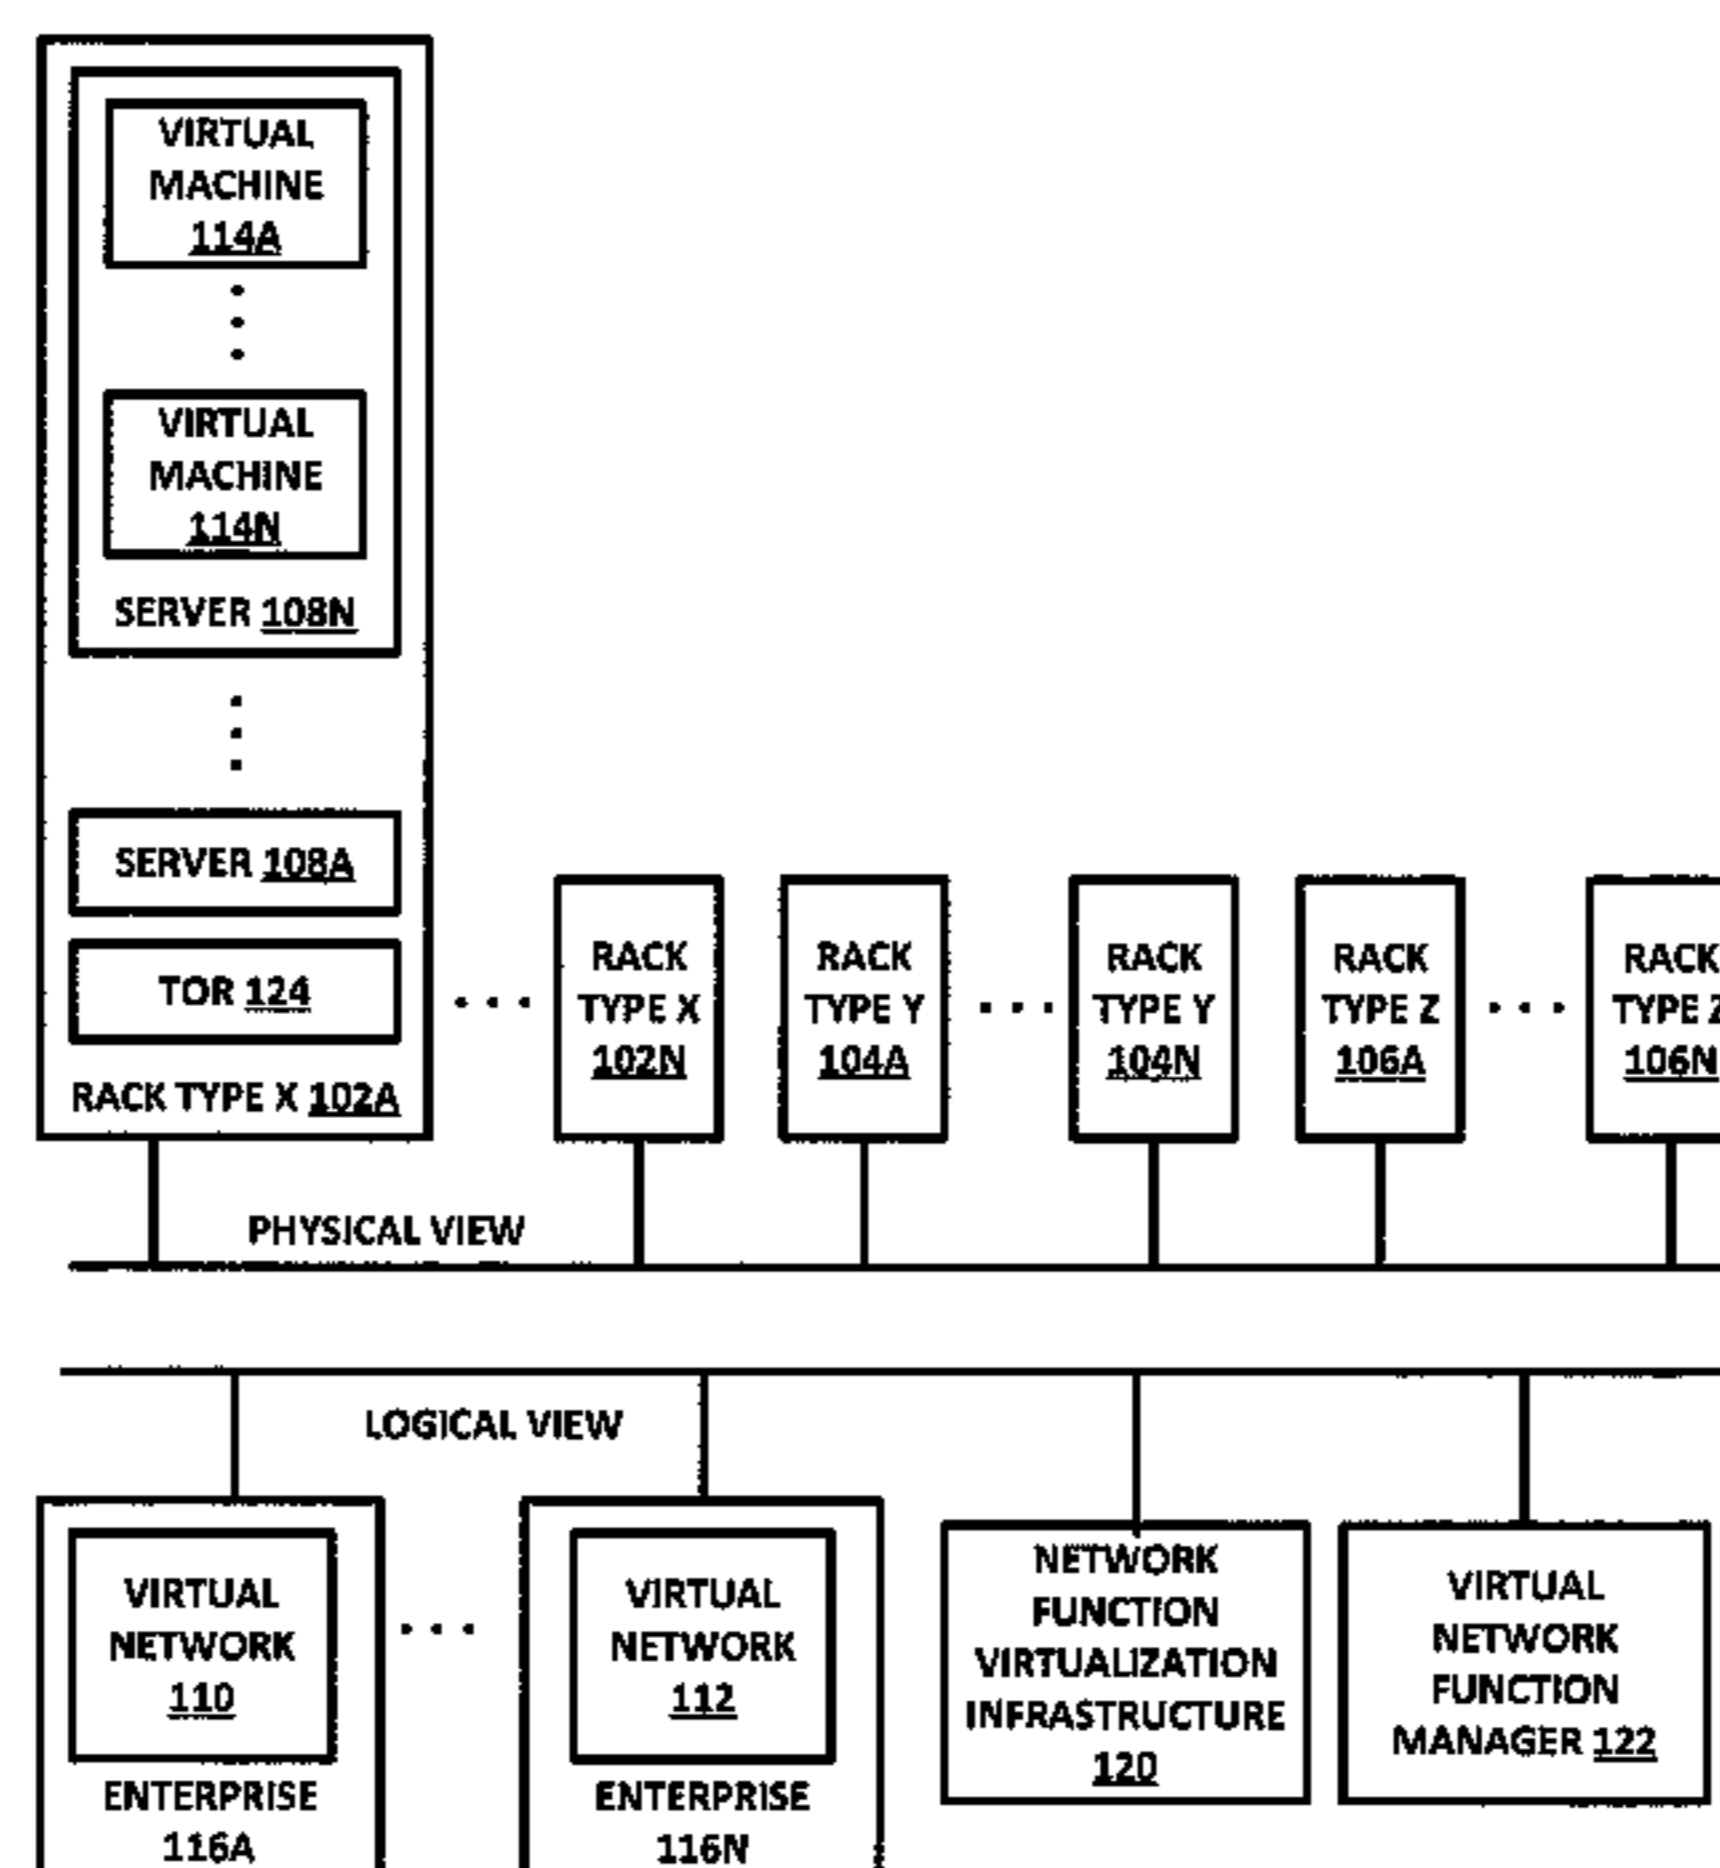 VIRTUAL
MACHINE
114A
VIRTUAL
MACHINE
114N
SERVER 108N
SERVER 108A
TOR 124
RACK TYPE X 102A
RACK
TYPE X
102N
RACK
TYPE Y
104A
RACK
TYPE Y
104N
RACK
TYPE Z
106A
RACK
TYPE Z
106N
PHYSICAL VIEW
LOGICAL VIEW
VIRTUAL
NETWORK
110
ENTERPRISE
116A
VIRTUAL
NETWORK
112
ENTERPRISE
116N
NETWORK
FUNCTION
VIRTUALIZATION
INFRASTRUCTURE
120
VIRTUAL
NETWORK
FUNCTION
MANAGER 122